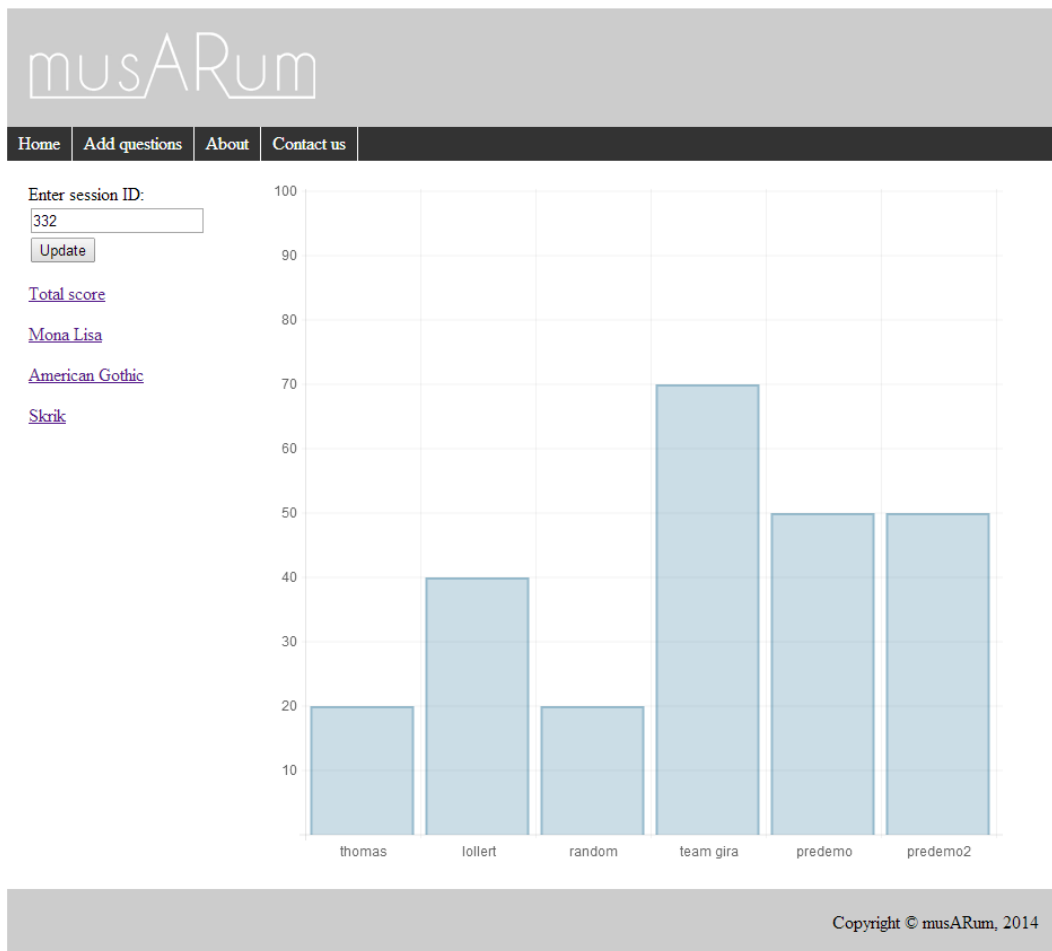 musARum
Home Add questions About Contact us
Enter session ID:
332
Update
Total score
Mona Lisa
American Gothic
Skrik
100
90
80
70
60
50
40
30
20
10
thomas lollert random team gira predemo predemo2
Copyright © musARum, 2014